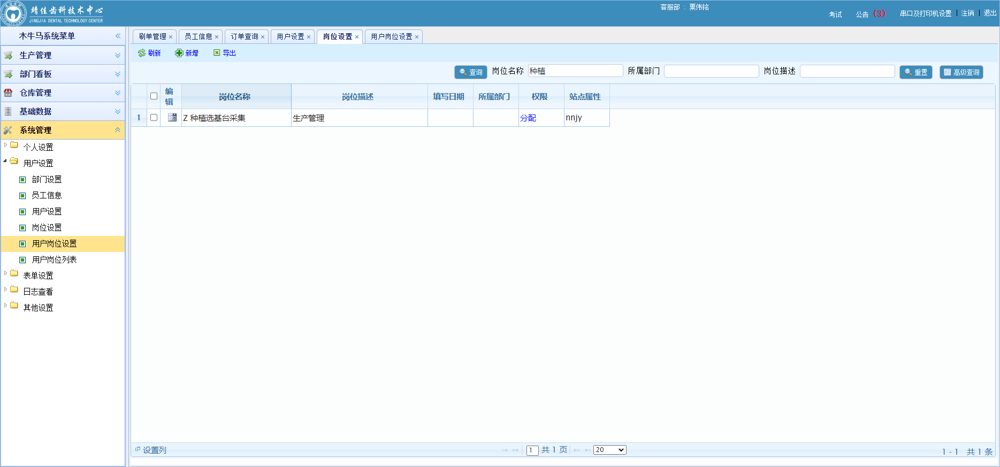 靖佳齿科技术中心
JINGJIA DENTAL TECHNOLOGY CENTER
客服部 ： 粟伟铭
考试 公告 (3) 串口及打印机设置 注销 退出
木牛马系统菜单
生产管理
部门看板
仓库管理
基础数据
系统管理
个人设置
用户设置
部门设置
员工信息
用户设置
岗位设置
用户岗位设置
用户岗位列表
表单设置
日志查看
其他设置
刷单管理 × 员工信息 × 订单查询 × 用户设置 × 岗位设置 × 用户岗位设置 ×
刷新 新增 导出
查询 岗位名称 种植 所属部门 岗位描述 重置 高级查询
编辑 岗位名称 岗位描述 填写日期 所属部门 权限 站点属性
1 Z 种植选基台采集 生产管理 分配 nnjy
设置列 1 共 1 页 20 1 - 1 共 1 条